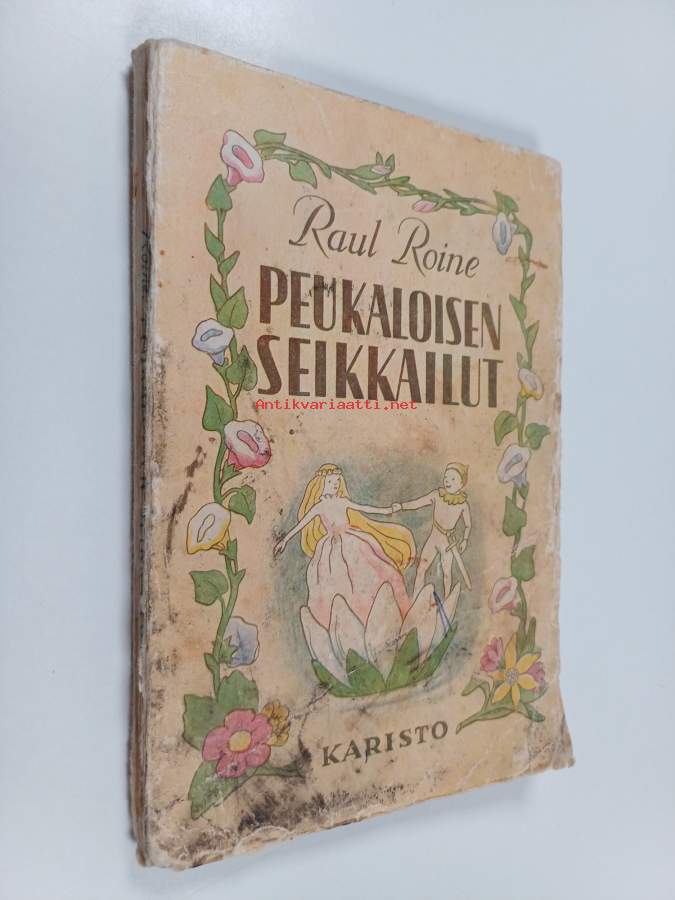 Raul Roine
PEUKALOISEN
SEIKKAILUT
Antikvariaatti.net
KARISTO